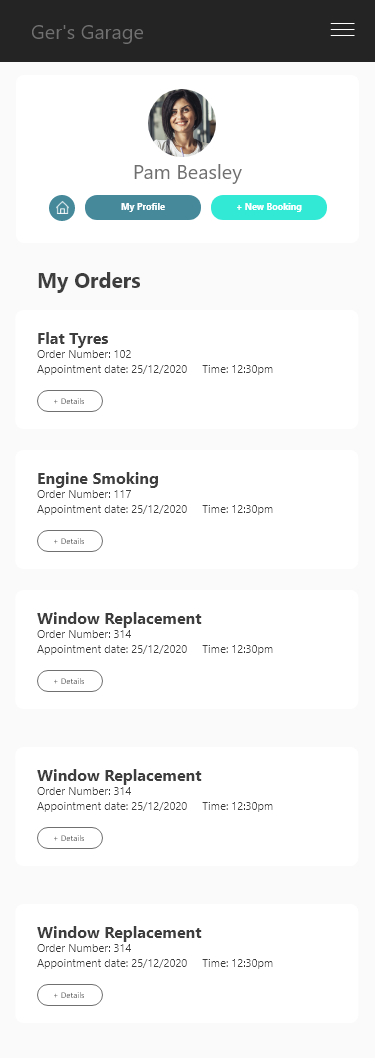 Ger's Garage
Pam Beasley
My Profile
+ New Booking
My Orders
Flat Tyres
Order Number: 102
Appointment date: 25/12/2020 Time: 12:30pm
+ Details
Engine Smoking
Order Number: 117
Appointment date: 25/12/2020 Time: 12:30pm
+ Details
Window Replacement
Order Number: 314
Appointment date: 25/12/2020 Time: 12:30pm
+ Details
Window Replacement
Order Number: 314
Appointment date: 25/12/2020 Time: 12:30pm
+ Details
Window Replacement
Order Number: 314
Appointment date: 25/12/2020 Time: 12:30pm
+ Details